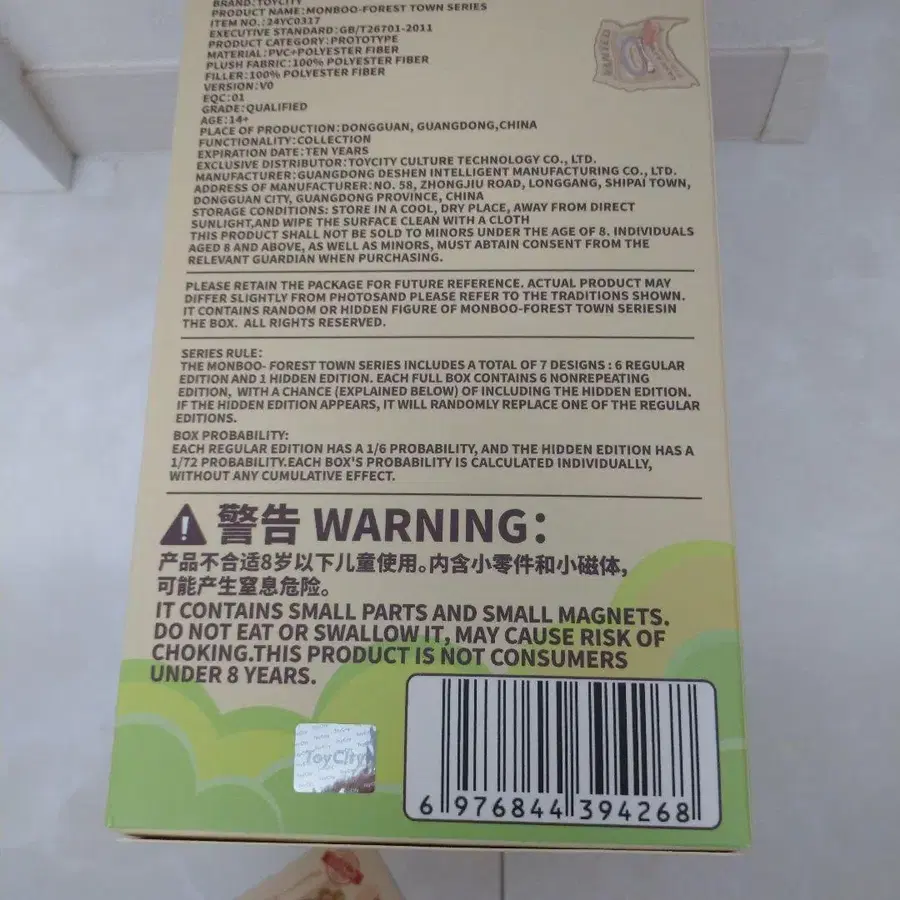 BRAND:TOYCITY
PRODUCT NAME:MONBOO-FOREST TOWN SERIES
ITEM NO.:24YC0317
EXECUTIVE STANDARD:GB/T26701-2011
PRODUCT CATEGORY:PROTOTYPE
MATERIAL:PVC+POLYESTER FIBER
PLUSH FABRIC:100% POLYESTER FIBER
FILLER:100% POLYESTER FIBER
VERSION:V0
EQC:01
GRADE:QUALIFIED
AGE:14+
PLACE OF PRODUCTION:DONGGUAN, GUANGDONG,CHINA
FUNCTIONALITY:COLLECTION
EXPIRATION DATE:TEN YEARS
EXCLUSIVE DISTRIBUTOR:TOYCITY CULTURE TECHNOLOGY CO., LTD.
MANUFACTURER:GUANGDONG DESHEN INTELLIGENT MANUFACTURING CO., LTD.
ADDRESS OF MANUFACTURER:NO. 58, ZHONGJIU ROAD, LONGGANG, SHIPAI TOWN,
DONGGUAN CITY, GUANGDONG PROVINCE, CHINA
STORAGE CONDITIONS: STORE IN A COOL, DRY PLACE, AWAY FROM DIRECT
SUNLIGHT,AND WIPE THE SURFACE CLEAN WITH A CLOTH
THIS PRODUCT SHALL NOT BE SOLD TO MINORS UNDER THE AGE OF 8. INDIVIDUALS
AGED 8 AND ABOVE, AS WELL AS MINORS, MUST ABTAIN CONSENT FROM THE
RELEVANT GUARDIAN WHEN PURCHASING.
PLEASE RETAIN THE PACKAGE FOR FUTURE REFERENCE. ACTUAL PRODUCT MAY
DIFFER SLIGHTLY FROM PHOTOSAND PLEASE REFER TO THE TRADITIONS SHOWN.
IT CONTAINS RANDOM OR HIDDEN FIGURE OF MONBOO-FOREST TOWN SERIESIN
THE BOX. ALL RIGHTS RESERVED.
SERIES RULE:
THE MONBOO- FOREST TOWN SERIES INCLUDES A TOTAL OF 7 DESIGNS : 6 REGULAR
EDITION AND 1 HIDDEN EDITION. EACH FULL BOX CONTAINS 6 NONREPEATING
EDITION, WITH A CHANCE (EXPLAINED BELOW) OF INCLUDING THE HIDDEN EDITION.
IF THE HIDDEN EDITION APPEARS, IT WILL RANDOMLY REPLACE ONE OF THE REGULAR
EDITIONS.
BOX PROBABILITY:
EACH REGULAR EDITION HAS A 1/6 PROBABILITY, AND THE HIDDEN EDITION HAS A
1/72 PROBABILITY.EACH BOX'S PROBABILITY IS CALCULATED INDIVIDUALLY,
WITHOUT ANY CUMULATIVE EFFECT.
警告 WARNING:
产品不合适8岁以下儿童使用。内含小零件和小磁体,
可能产生窒息危险。
IT CONTAINS SMALL PARTS AND SMALL MAGNETS.
DO NOT EAT OR SWALLOW IT, MAY CAUSE RISK OF
CHOKING.THIS PRODUCT IS NOT CONSUMERS
UNDER 8 YEARS.
ToyCity
6 976844 394268
WANTED